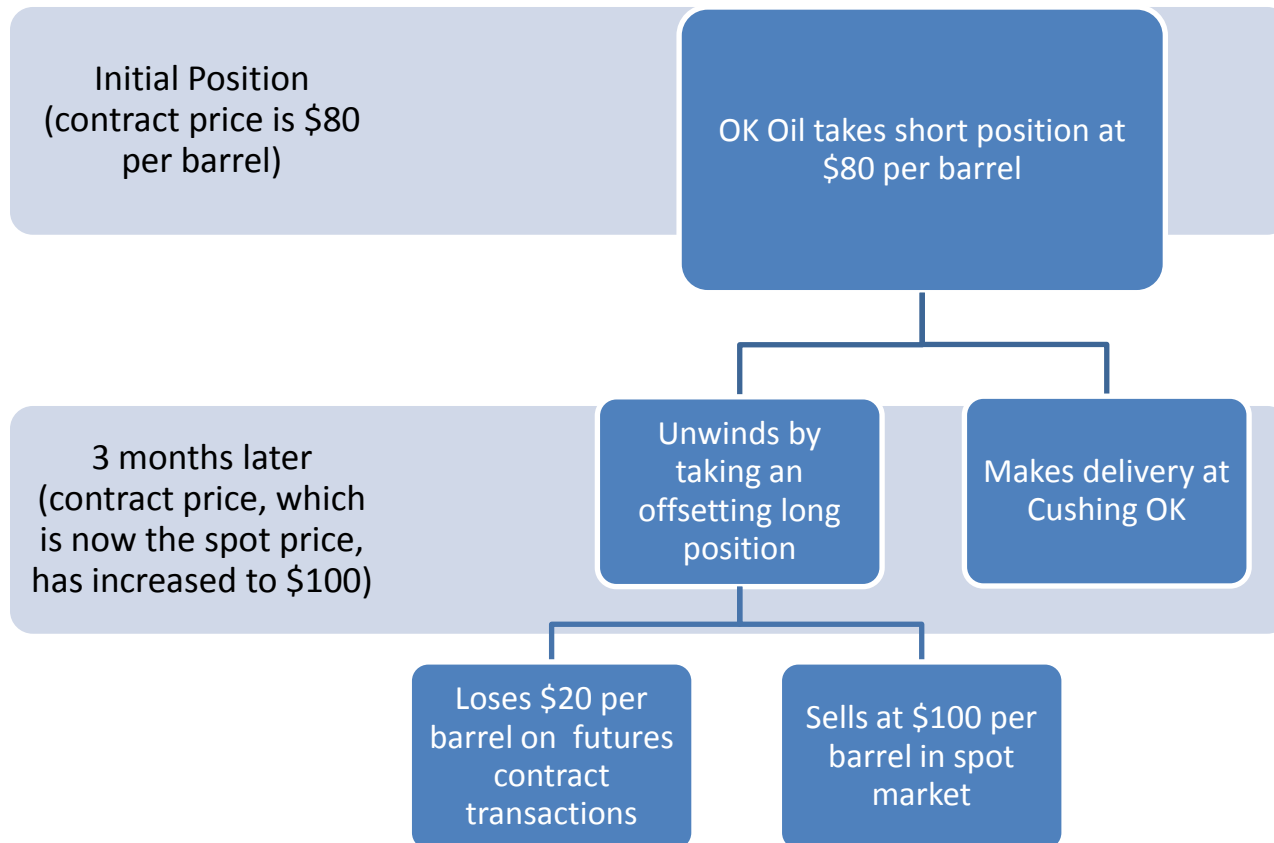 Initial Position
(contract price is $80
per barrel)
OK Oil takes short position at
$80 per barrel
3 months later
(contract price, which
is now the spot price,
has increased to $100)
Unwinds by
taking an
offsetting long
position
Makes delivery at
Cushing OK
Loses $20 per
barrel on futures
contract
transactions
Sells at $100 per
barrel in spot
market